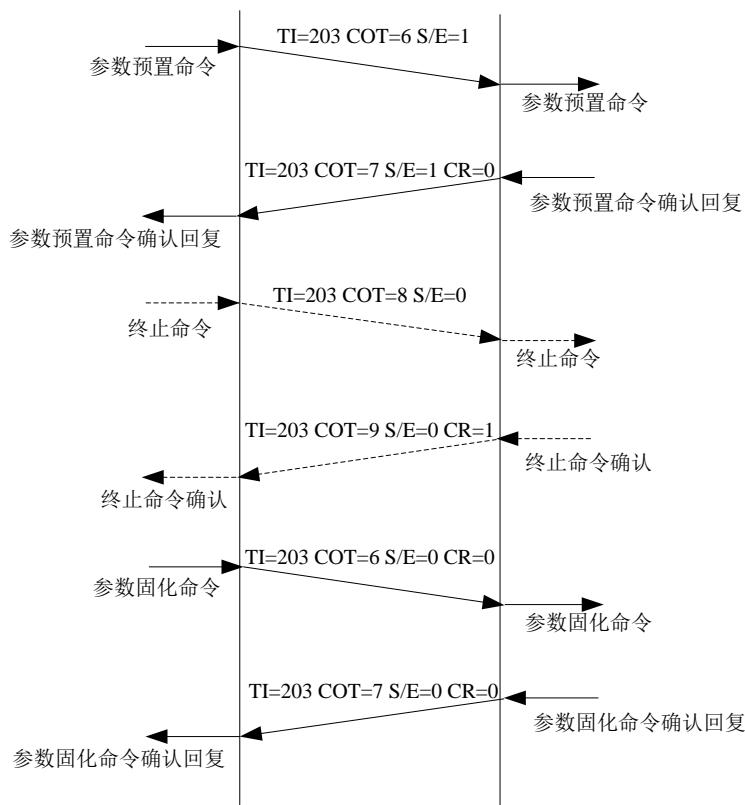 TI=203 COT=6 S/E=1
参数预置命令
参数预置命令
TI=203 COT=7 S/E=1 CR=0
参数预置命令确认回复
参数预置命令确认回复
TI=203 COT=8 S/E=0
终止命令
终止命令
TI=203 COT=9 S/E=0 CR=1
终止命令确认
终止命令确认
TI=203 COT=6 S/E=0 CR=0
参数固化命令
参数固化命令
TI=203 COT=7 S/E=0 CR=0
参数固化命令确认回复
参数固化命令确认回复